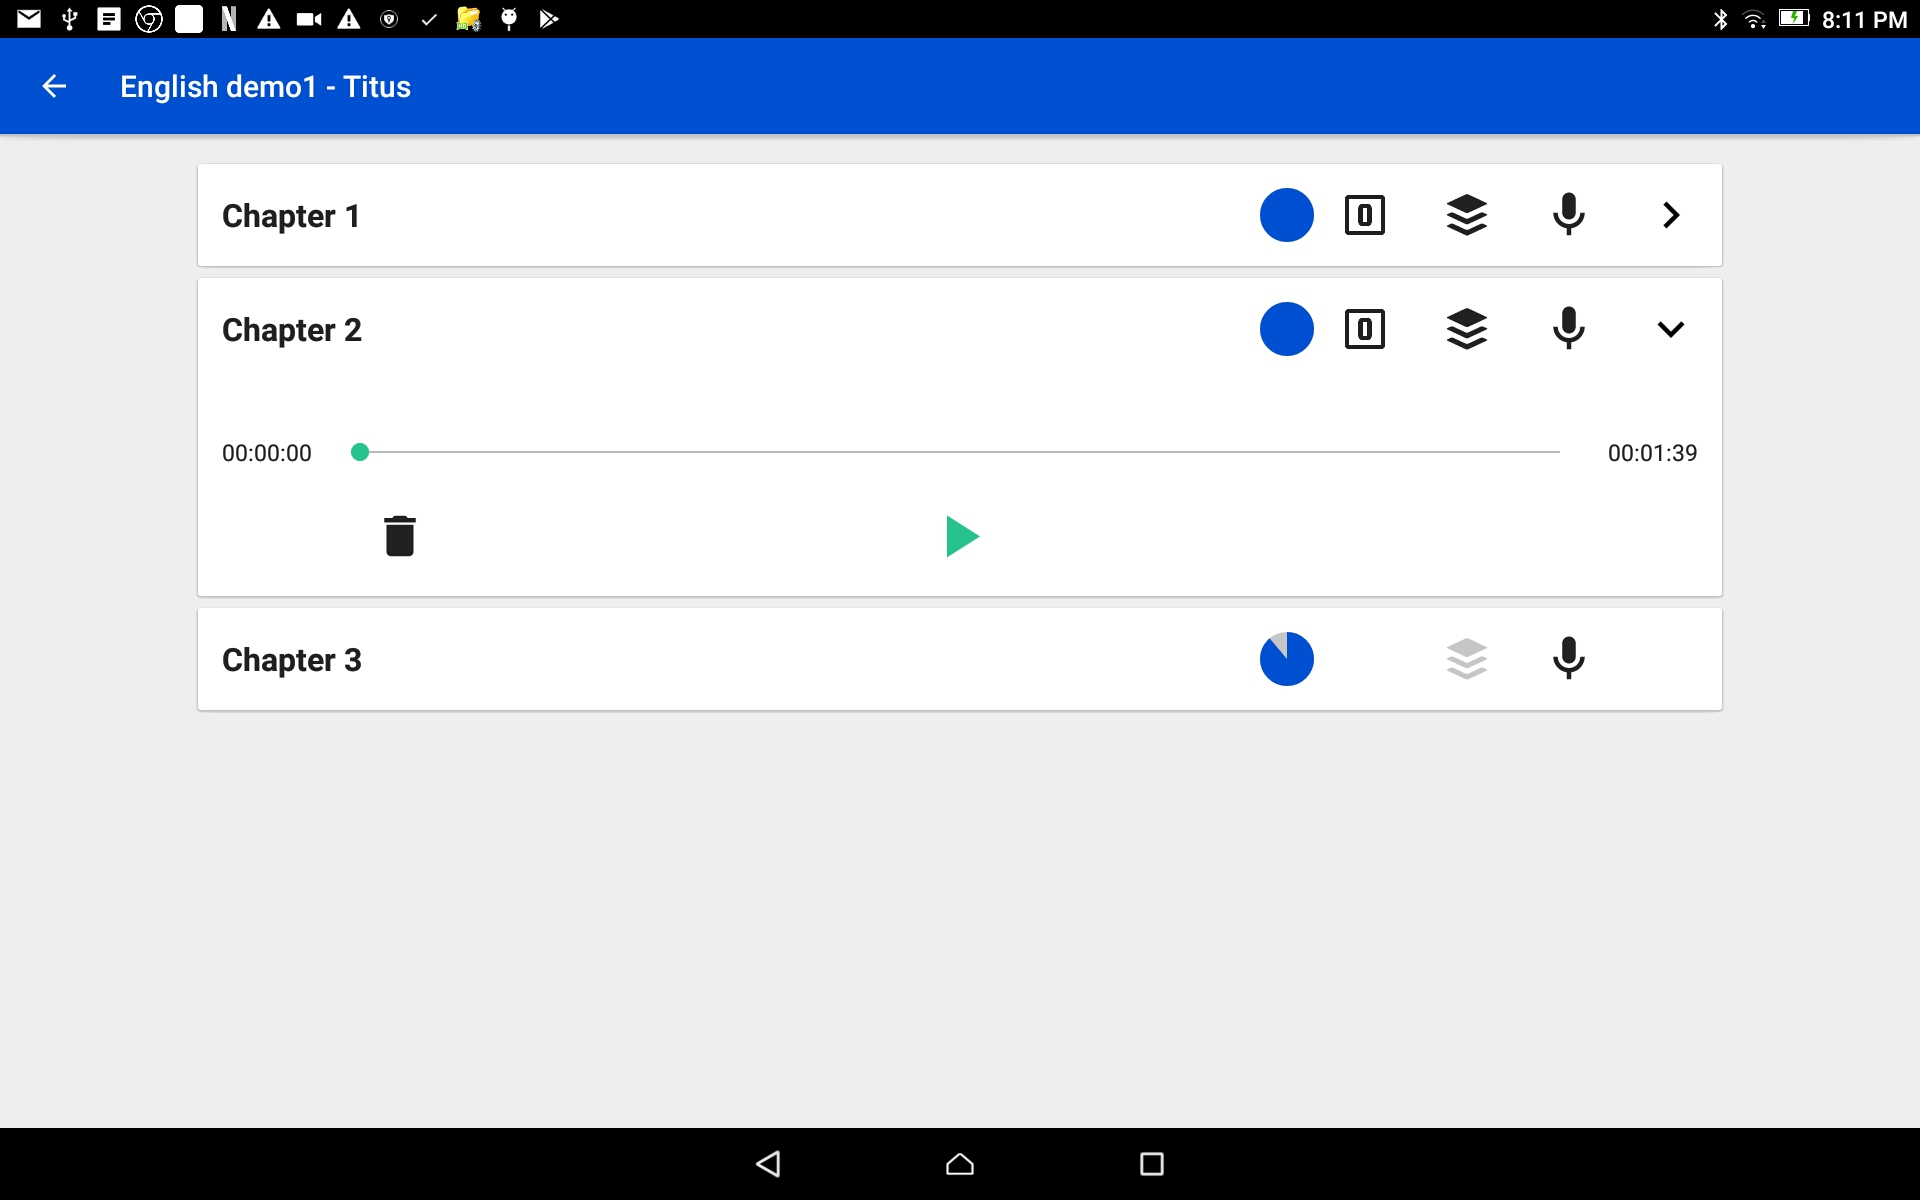 8:11 PM
English demo1 - Titus
Chapter 1
0
Chapter 2
0
00:00:00
00:01:39
Chapter 3